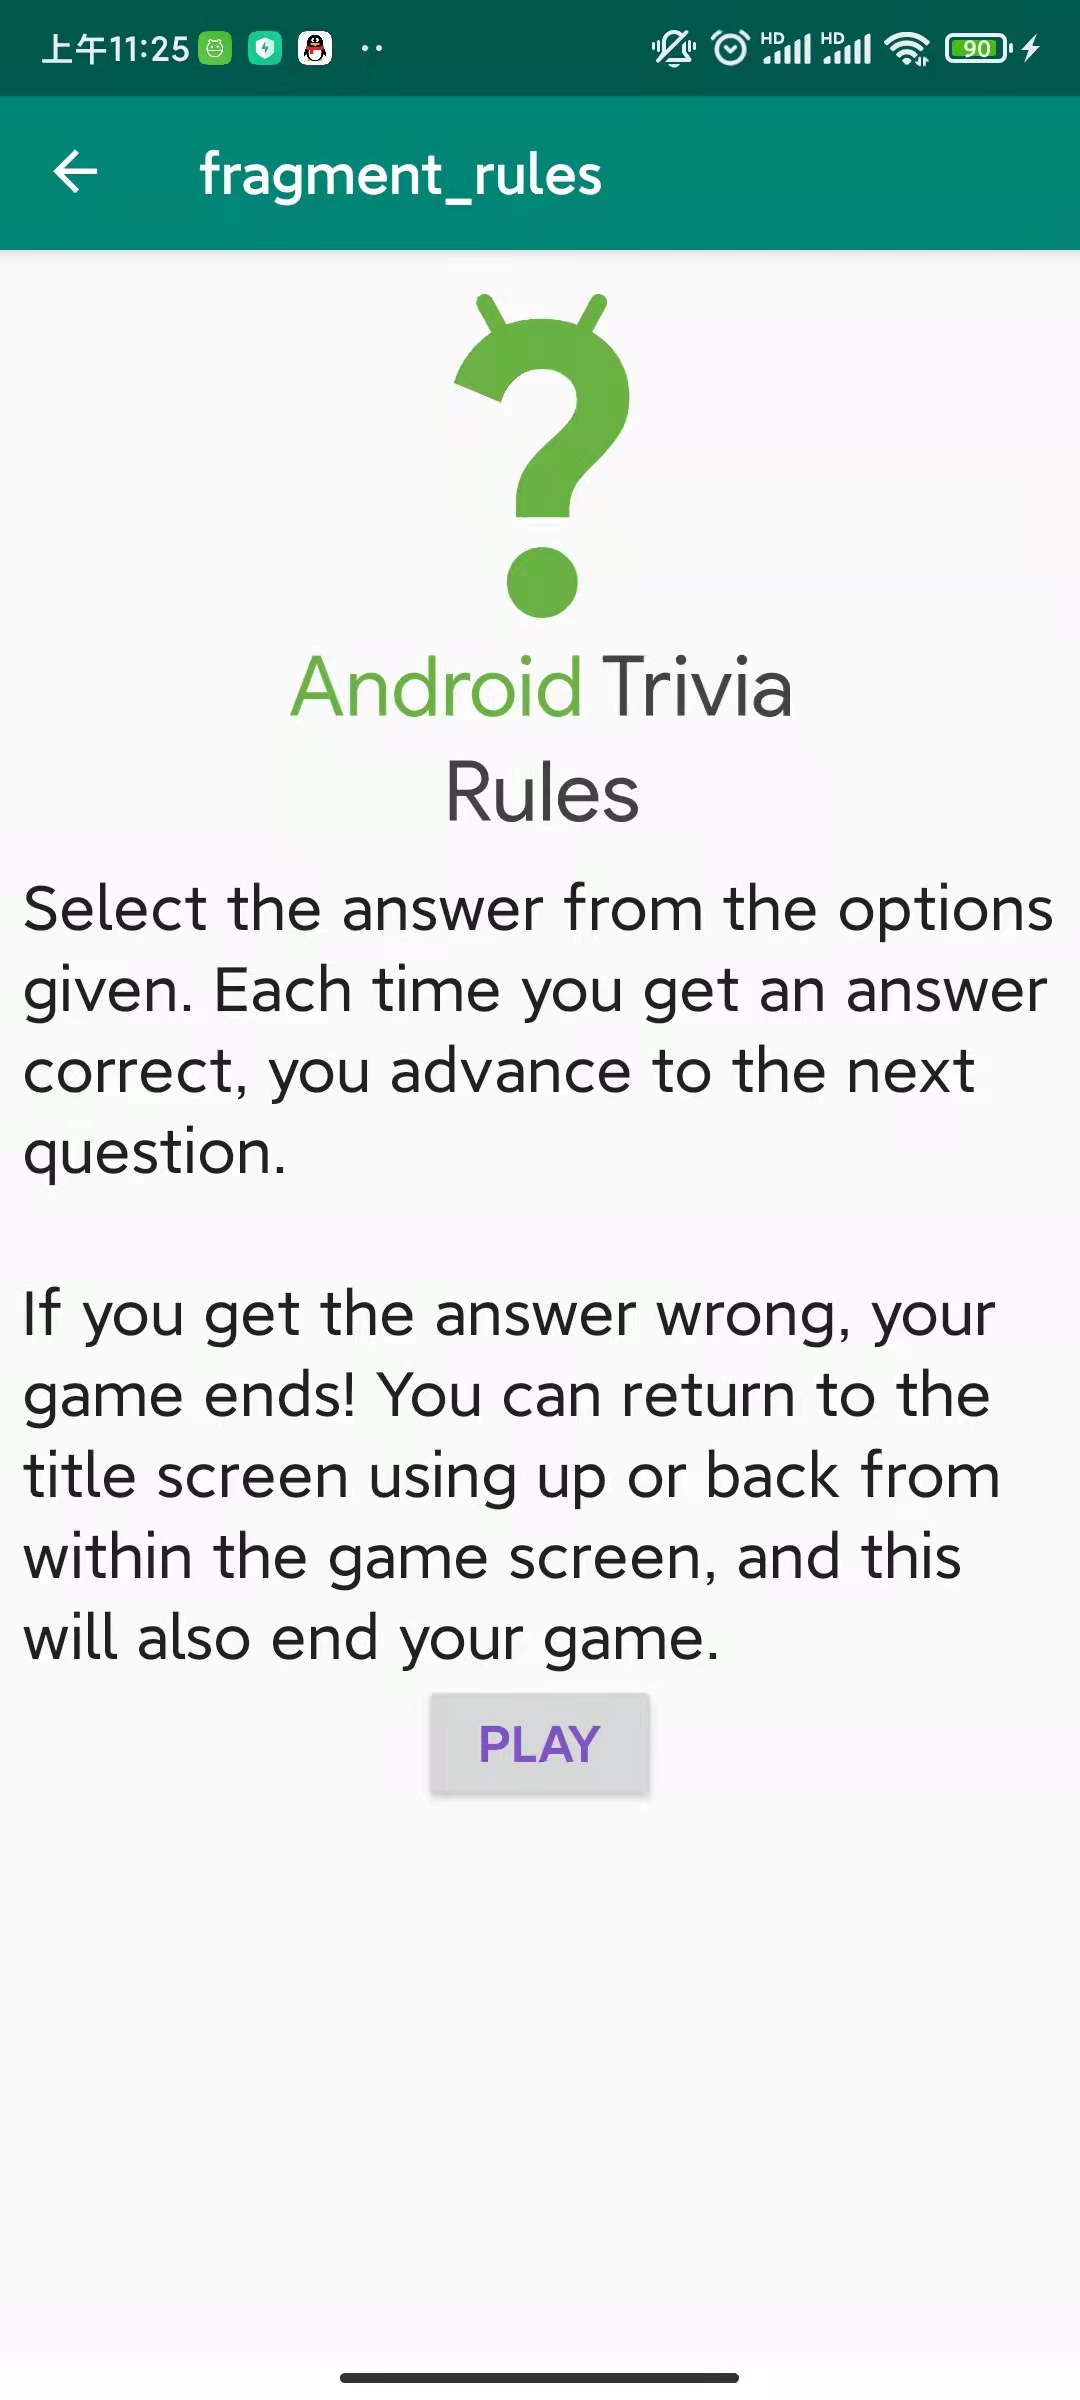 上午11:25
HD HD 90
fragment_rules
Android Trivia
Rules
Select the answer from the options
given. Each time you get an answer
correct, you advance to the next
question.
If you get the answer wrong, your
game ends! You can return to the
title screen using up or back from
within the game screen, and this
will also end your game.
PLAY